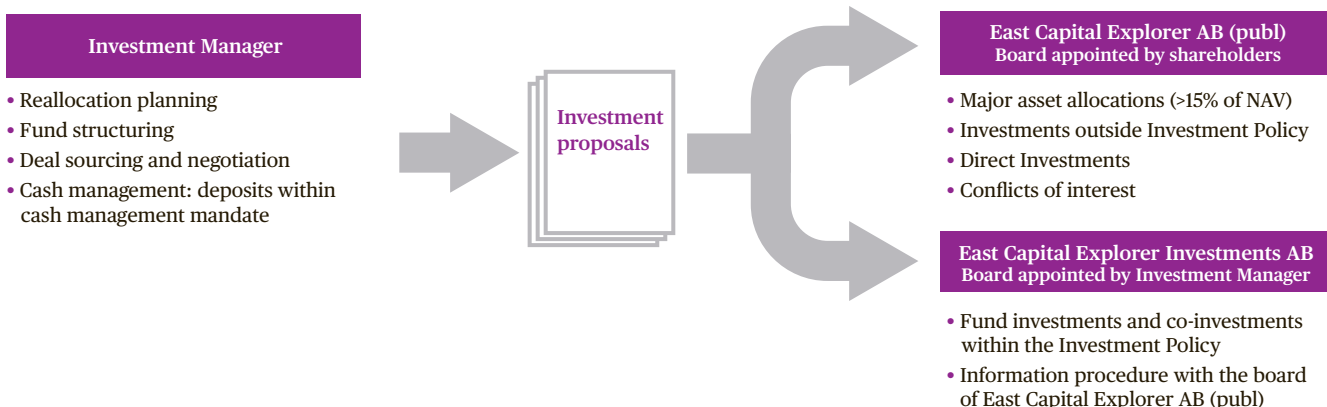 Investment Manager
• Reallocation planning
• Fund structuring
• Deal sourcing and negotiation
• Cash management: deposits within
cash management mandate
Investment
proposals
East Capital Explorer AB (publ)
Board appointed by shareholders
• Major asset allocations (>15% of NAV)
• Investments outside Investment Policy
• Direct Investments
• Conflicts of interest
East Capital Explorer Investments AB
Board appointed by Investment Manager
• Fund investments and co-investments
within the Investment Policy
• Information procedure with the board
of East Capital Explorer AB (publ)